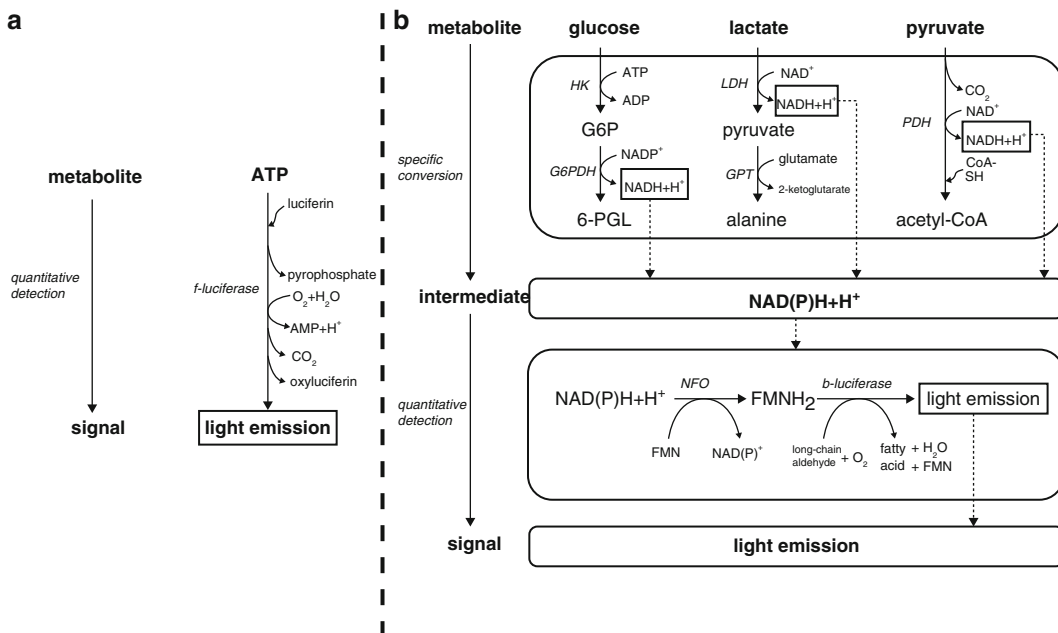 a
metabolite
quantitative
detection
signal
ATP
luciferin
pyrophosphate
f-luciferase
O₂+H₂O
AMP+H⁺
CO₂
oxyluciferin
light emission
b
metabolite
glucose
lactate
pyruvate
specific
conversion
HK
ATP
ADP
G6P
G6PDH
NADP⁺
NADH+H⁺
6-PGL
LDH
NAD⁺
NADH+H⁺
pyruvate
GPT
glutamate
2-ketoglutarate
alanine
CO₂
NAD⁺
PDH
NADH+H⁺
CoA-
SH
acetyl-CoA
intermediate
NAD(P)H+H⁺
quantitative
detection
NAD(P)H+H⁺
NFO
FMN
NAD(P)⁺
FMNH₂
b-luciferase
long-chain
aldehyde + O₂
fatty + H₂O
acid + FMN
light emission
signal
light emission